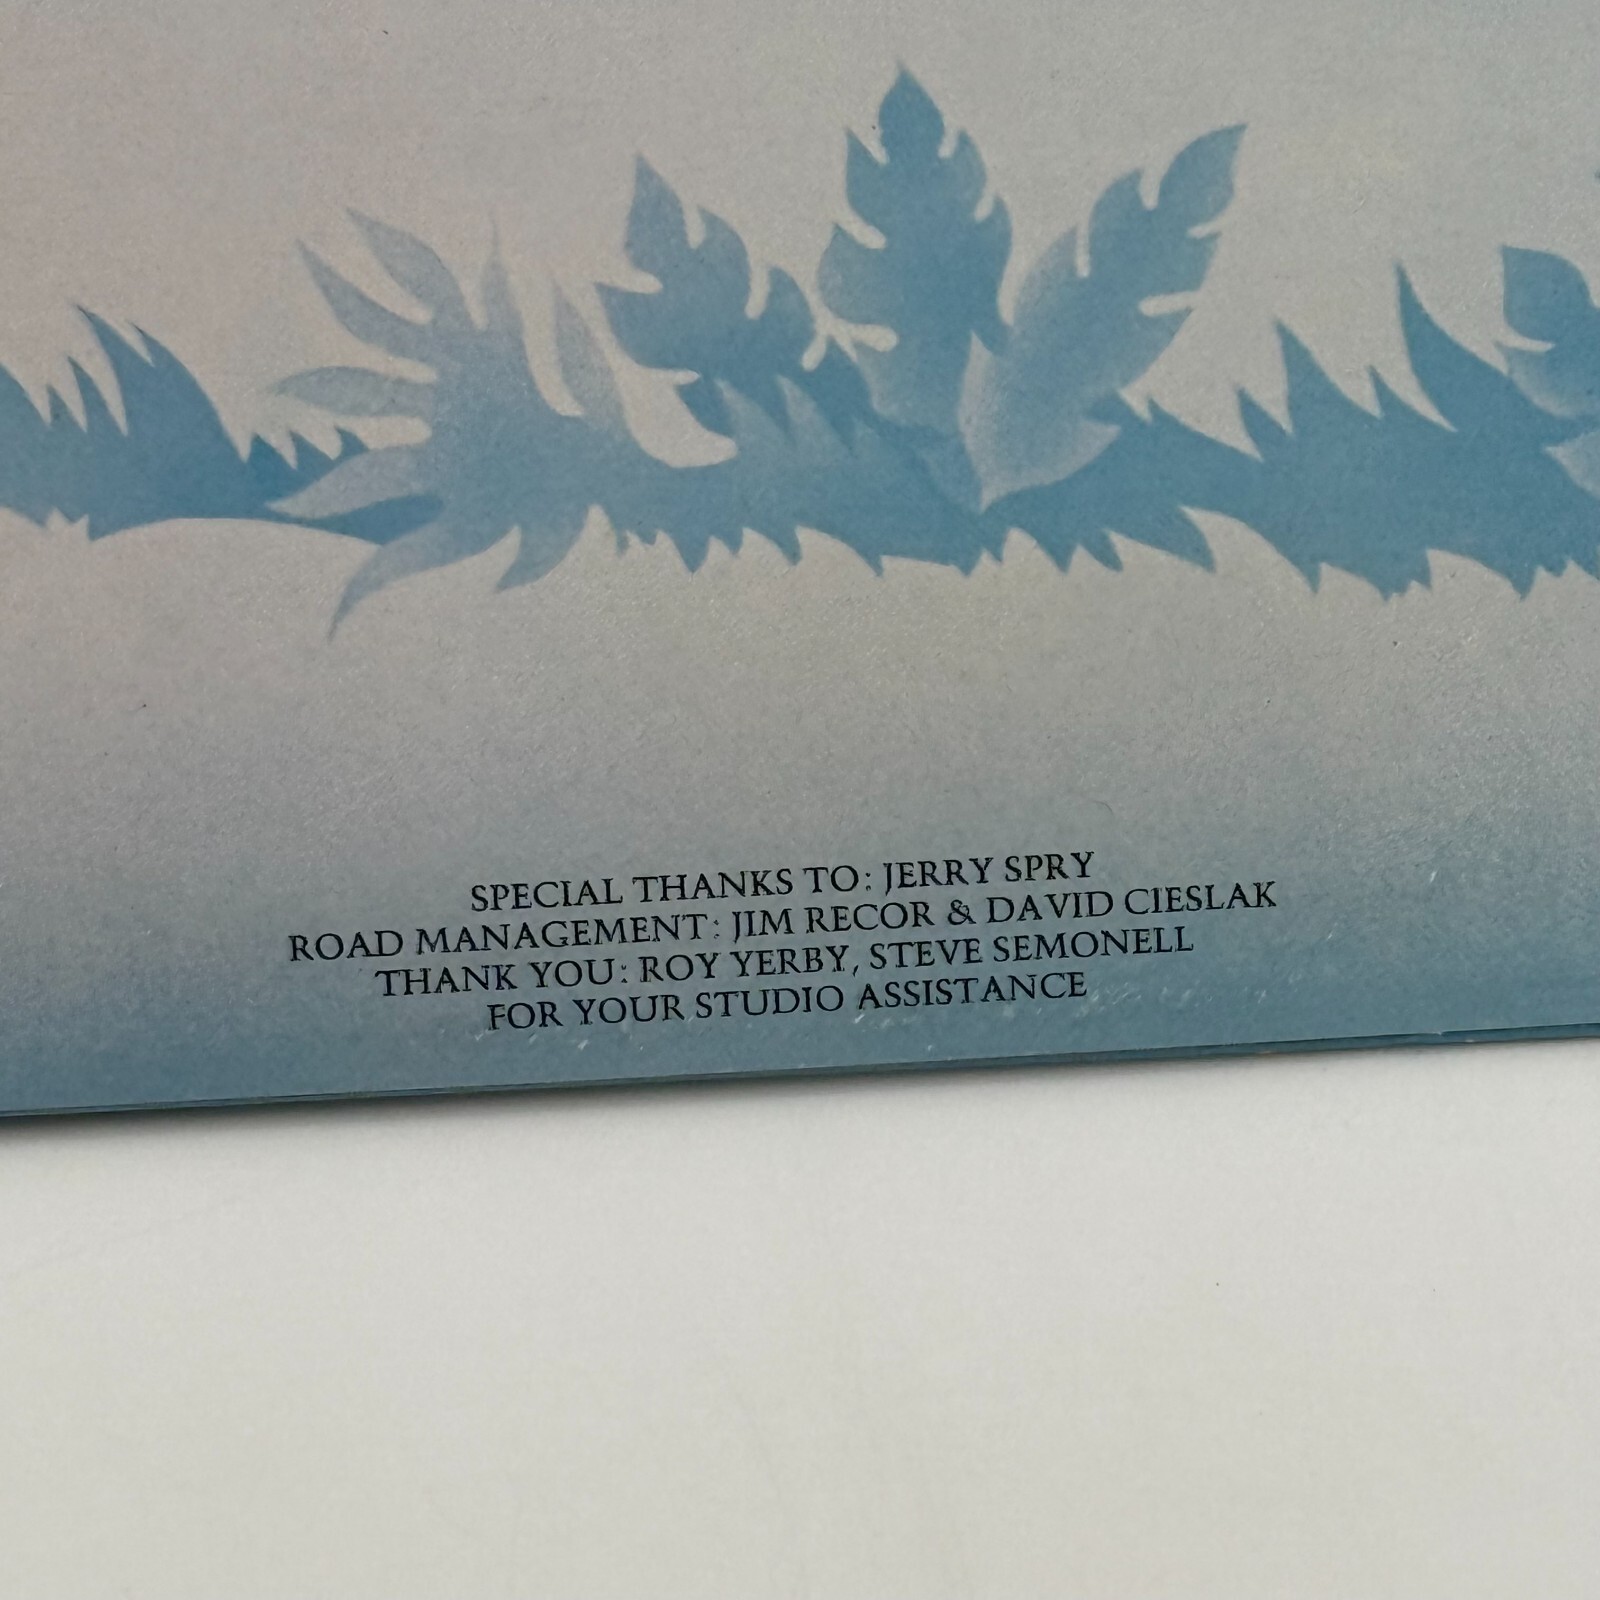 SPECIAL THANKS TO: JERRY SPRY
ROAD MANAGEMENT: JIM RECOR & DAVID CIESLAK
THANK YOU: ROY YERBY, STEVE SEMONELL
FOR YOUR STUDIO ASSISTANCE